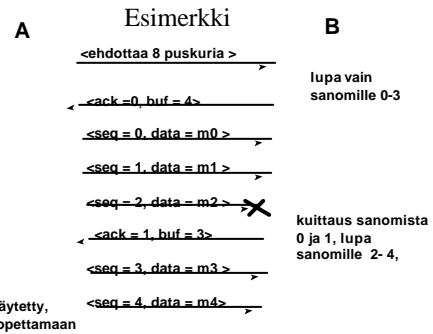 Esimerkki
A
B
<ehdottaa 8 puskuria >
lupa vain
sanomille 0-3
<ack =0, buf = 4>
<seq = 0, data = m0 >
<seq = 1, data = m1 >
<seq = 2, data = m2 >
kuittaus sanomista
0 ja 1, lupa
sanomille 2- 4,
<ack = 1, buf = 3>
<seq = 3, data = m3 >
<seq = 4, data = m4>
äytetty,
opettamaan